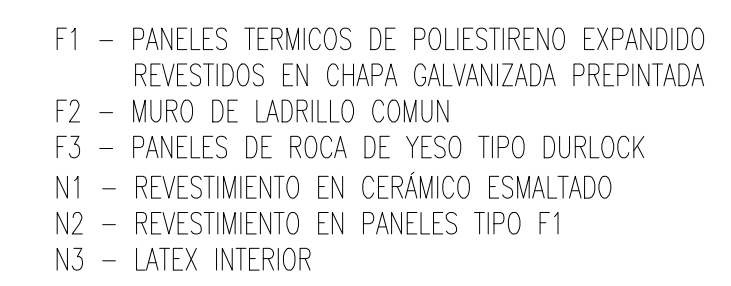 F1 – PANELES TERMICOS DE POLIESTIRENO EXPANDIDO
REVESTIDOS EN CHAPA GALVANIZADA PREPINTADA
F2 – MURO DE LADRILLO COMUN
F3 – PANELES DE ROCA DE YESO TIPO DURLOCK
N1 – REVESTIMIENTO EN CERÁMICO ESMALTADO
N2 – REVESTIMIENTO EN PANELES TIPO F1
N3 – LATEX INTERIOR